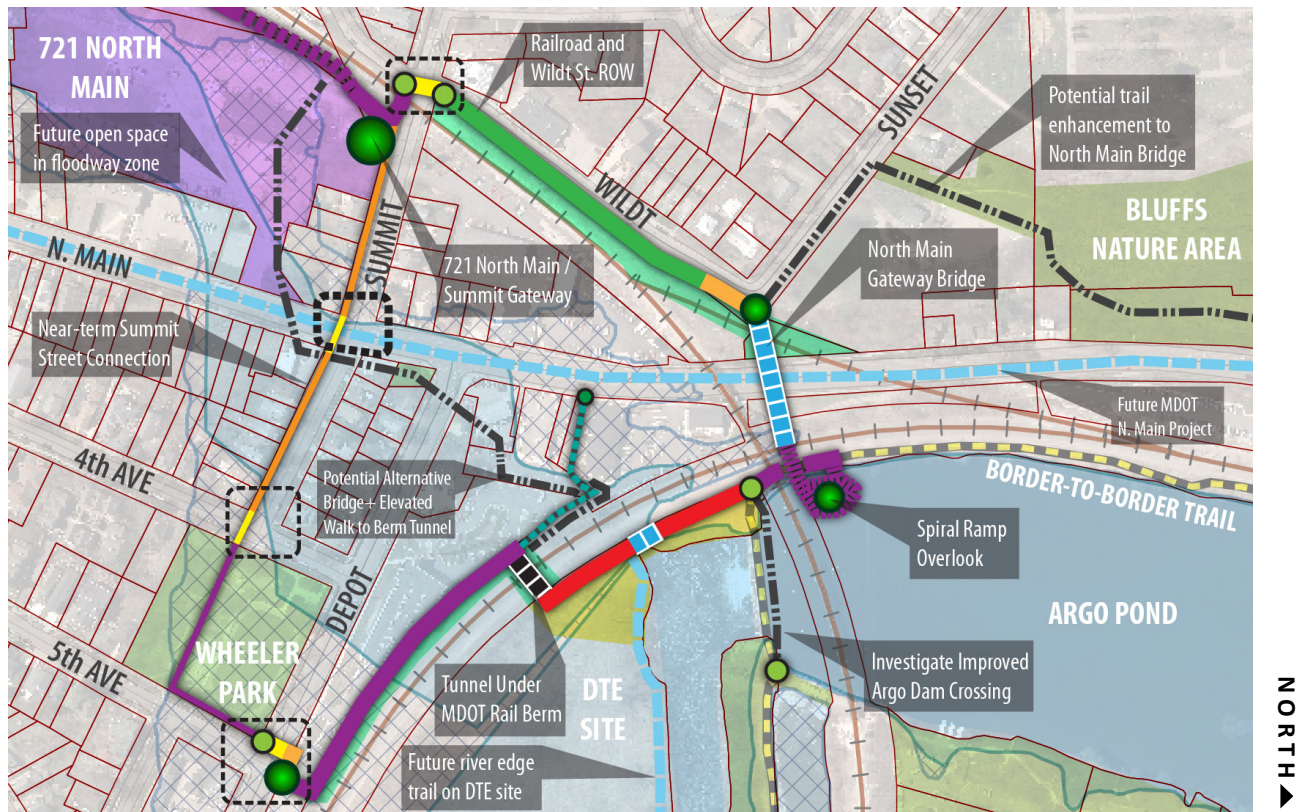 721 NORTH
MAIN
Future open space
in floodway zone
Railroad and
Wildt St. ROW
SUNSET
Potential trail
enhancement to
North Main Bridge
WILDT
BLUFFS
NATURE AREA
SUMMIT
N. MAIN
721 North Main /
Summit Gateway
North Main
Gateway Bridge
Near-term Summit
Street Connection
Future MDOT
N. Main Project
4th AVE
Potential Alternative
Bridge+ Elevated
Walk to Berm Tunnel
BORDER-TO-BORDER TRAIL
Spiral Ramp
Overlook
DEPOT
ARGO POND
WHEELER
PARK
5th AVE
Tunnel Under
MDOT Rail Berm
DTE
SITE
Investigate Improved
Argo Dam Crossing
Future river edge
trail on DTE site
NORTH